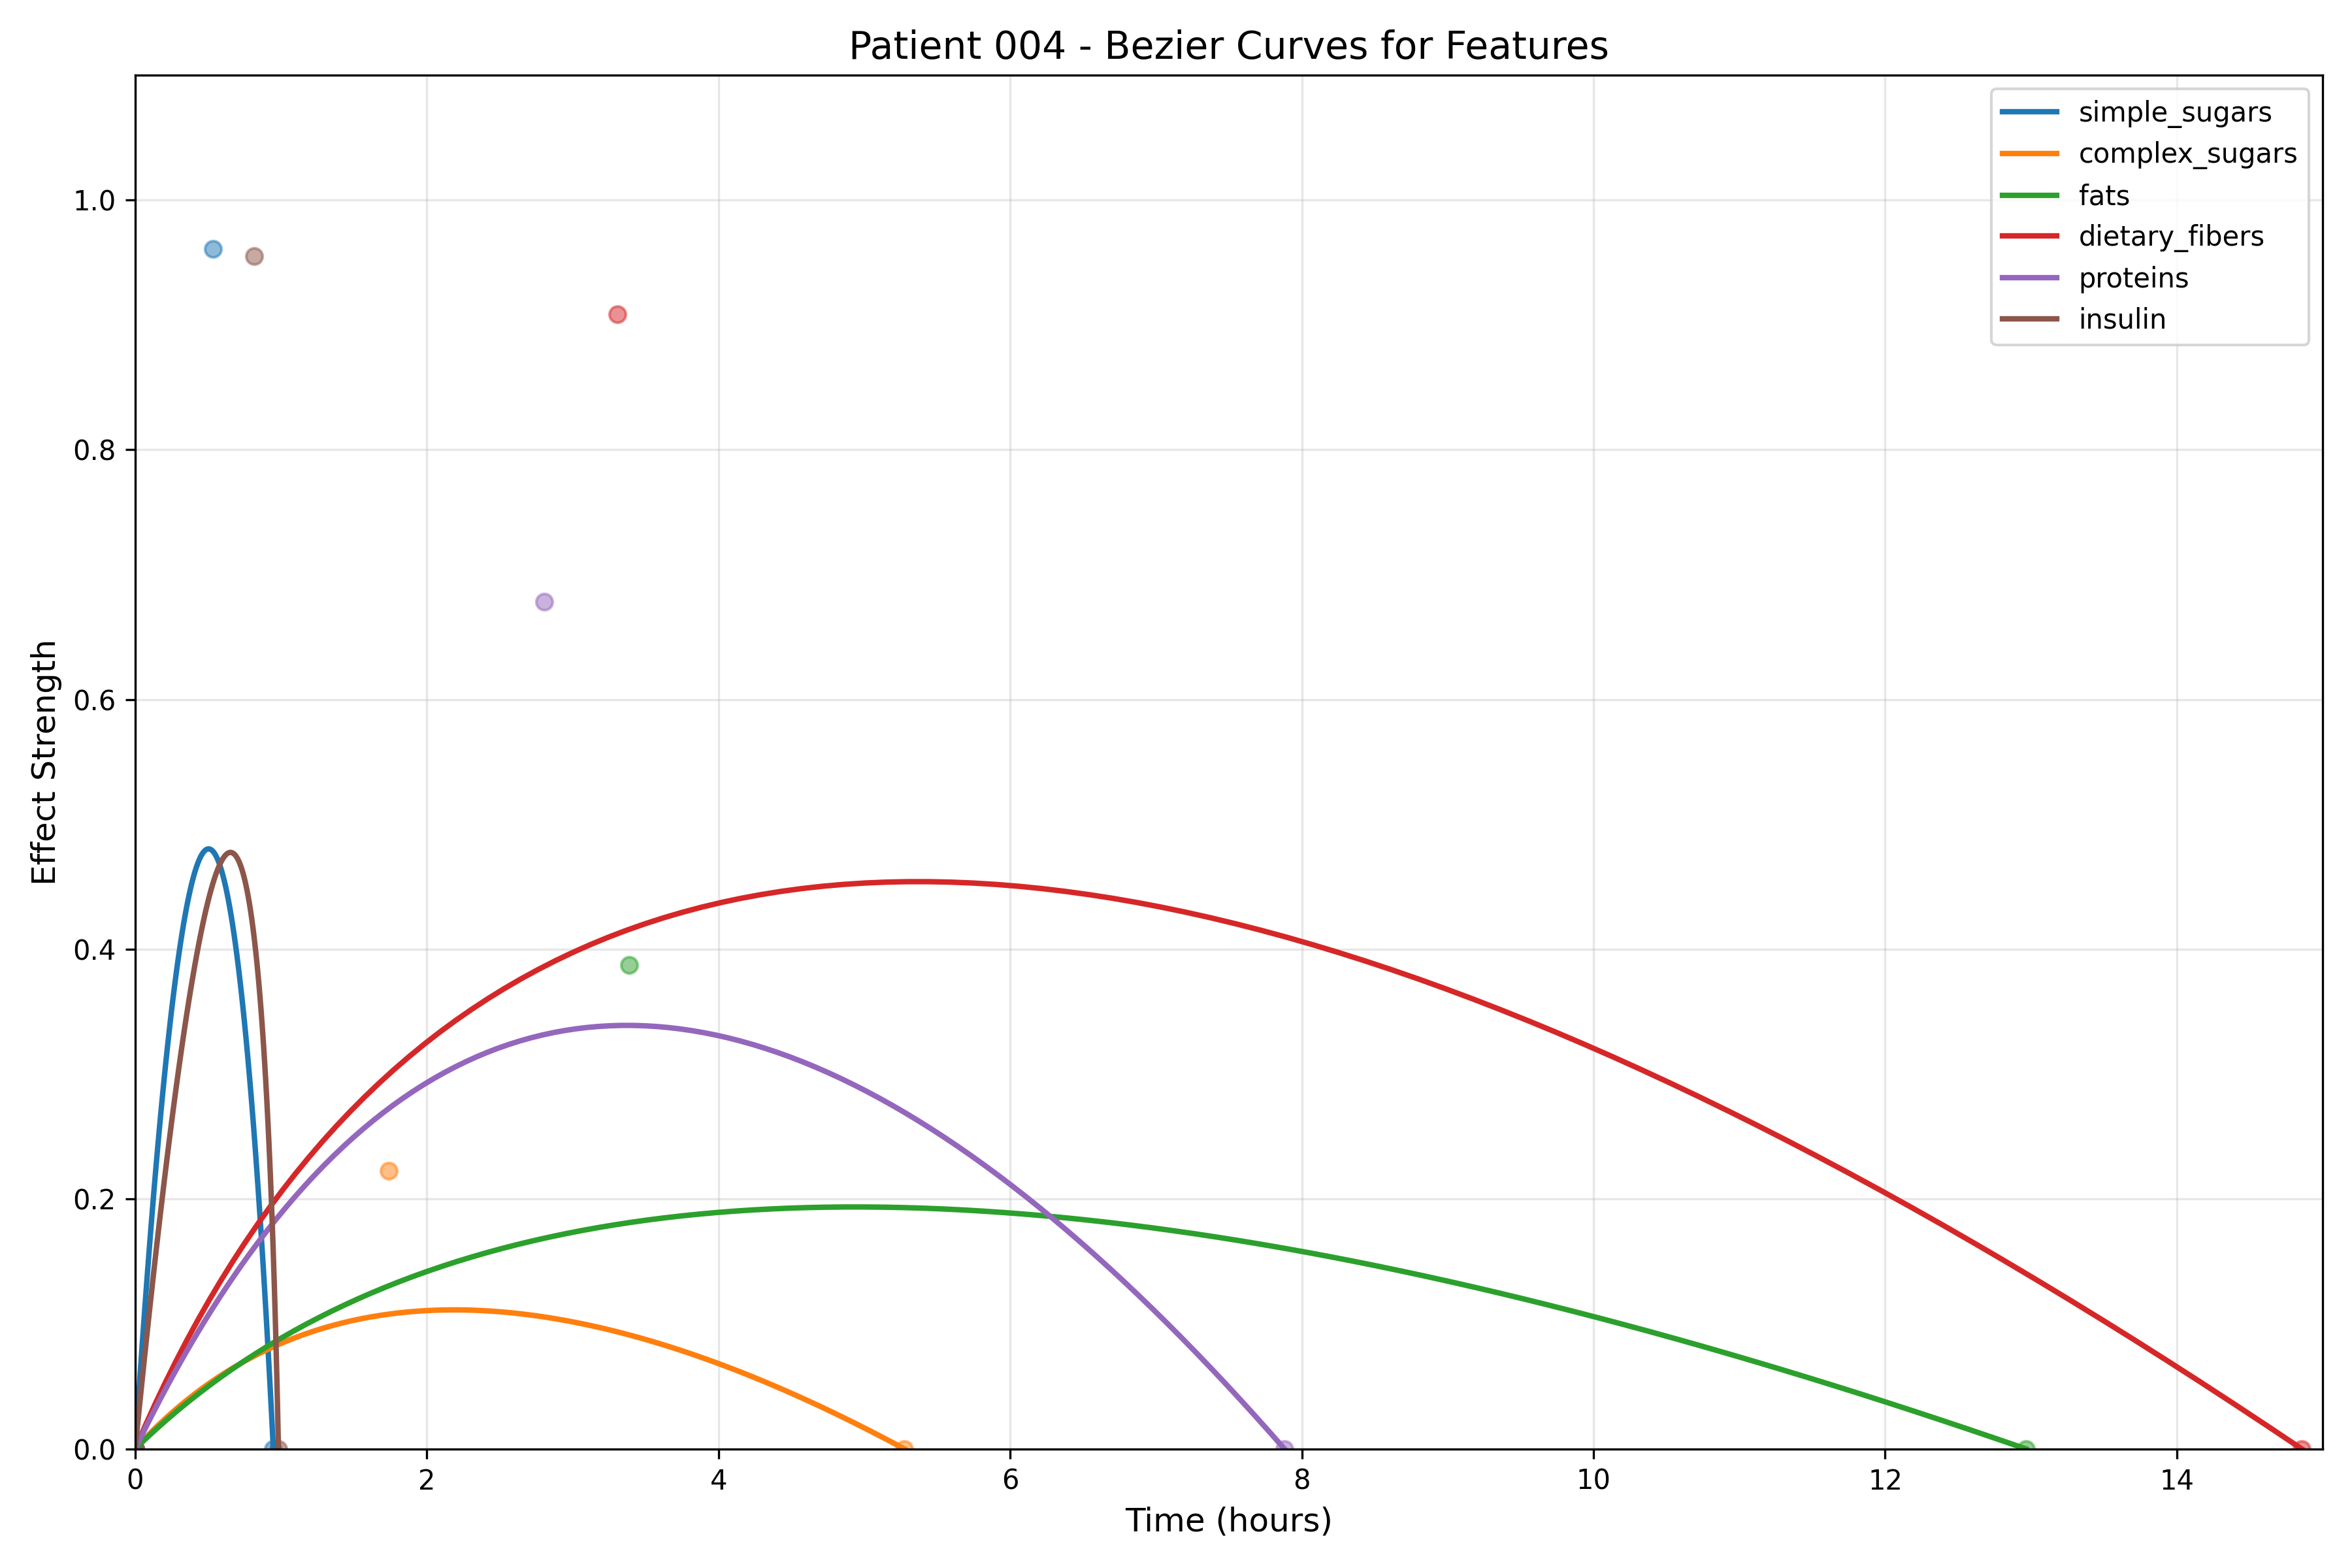 Patient 004 - Bezier Curves for Features
simple_sugars
complex_sugars
fats
dietary_fibers
proteins
insulin
Effect Strength
1.0
0.8
0.6
0.4
0.2
0.0
0 2 4 6 8 10 12 14
Time (hours)